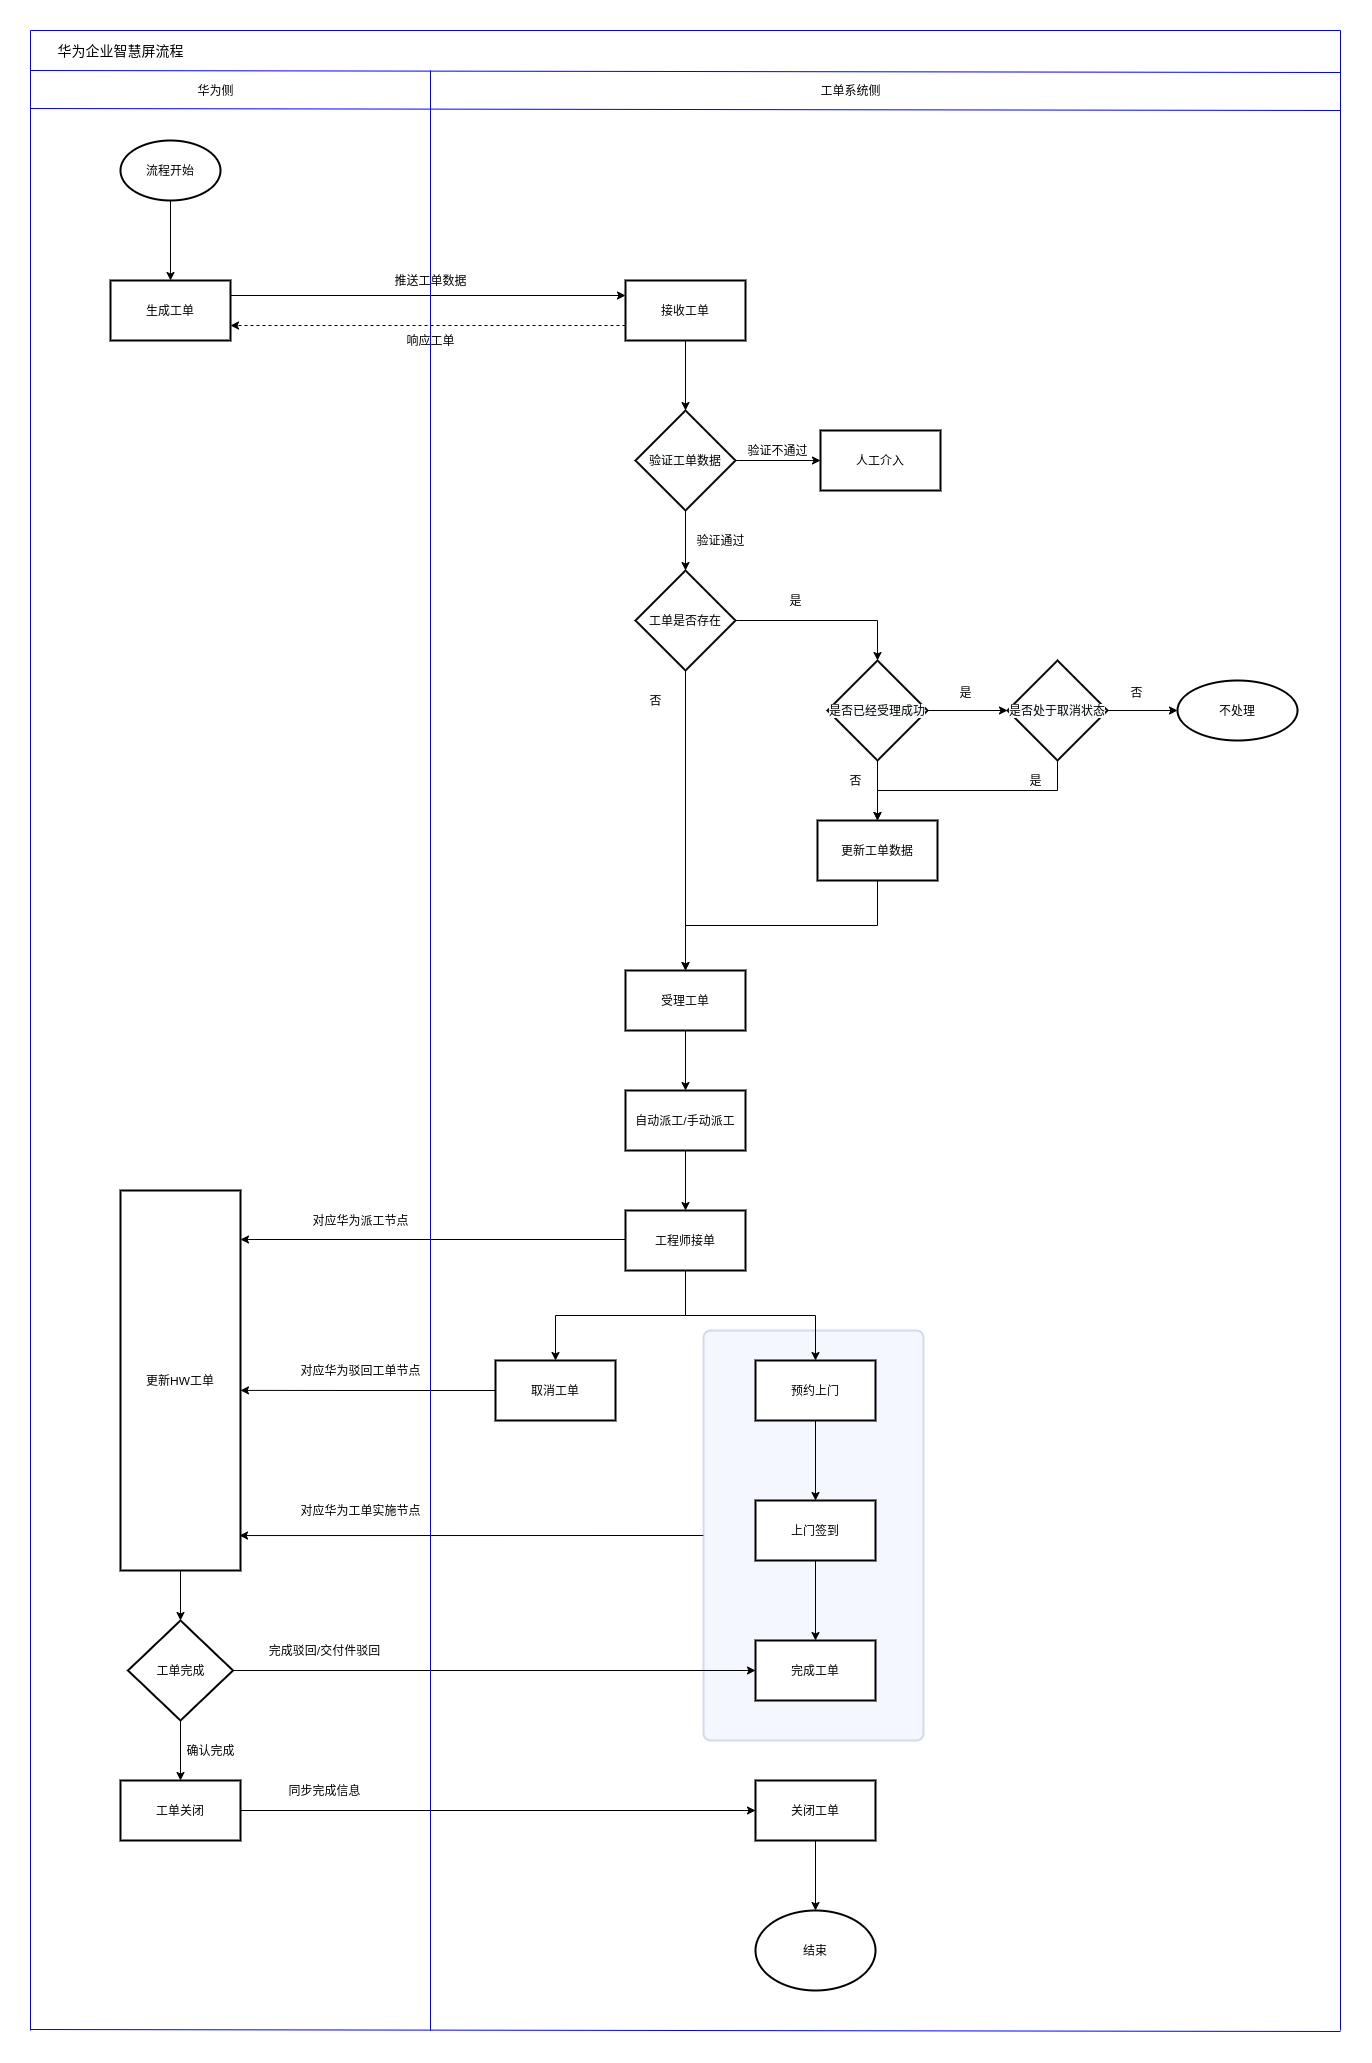 华为企业智慧屏流程
华为侧
工单系统侧
流程开始
推送工单数据
生成工单
接收工单
响应工单
验证不通过
验证工单数据
人工介入
验证通过
是
工单是否存在
是
否
否
是否已经受理成功
是否处于取消状态
不处理
否
是
更新工单数据
受理工单
自动派工/手动派工
对应华为派工节点
工程师接单
对应华为驳回工单节点
更新HW工单
取消工单
预约上门
对应华为工单实施节点
上门签到
完成驳回/交付件驳回
工单完成
完成工单
确认完成
同步完成信息
工单关闭
关闭工单
结束